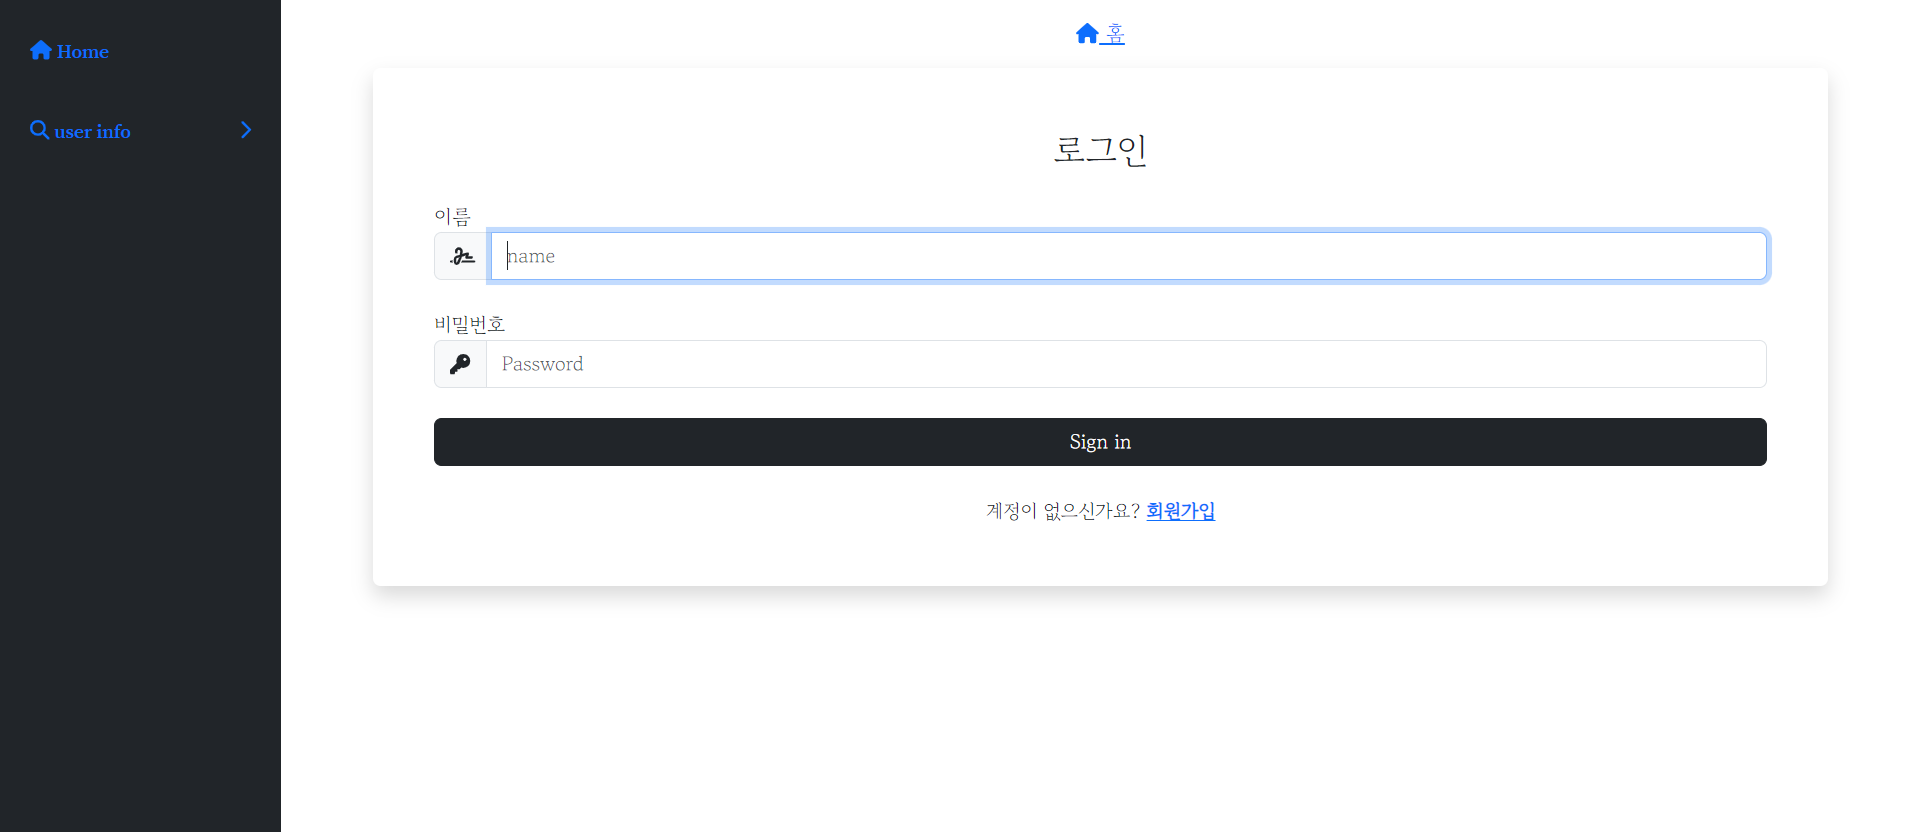 Home
user info
홈
로그인
이름
name
비밀번호
Password
Sign in
계정이 없으신가요? 회원가입